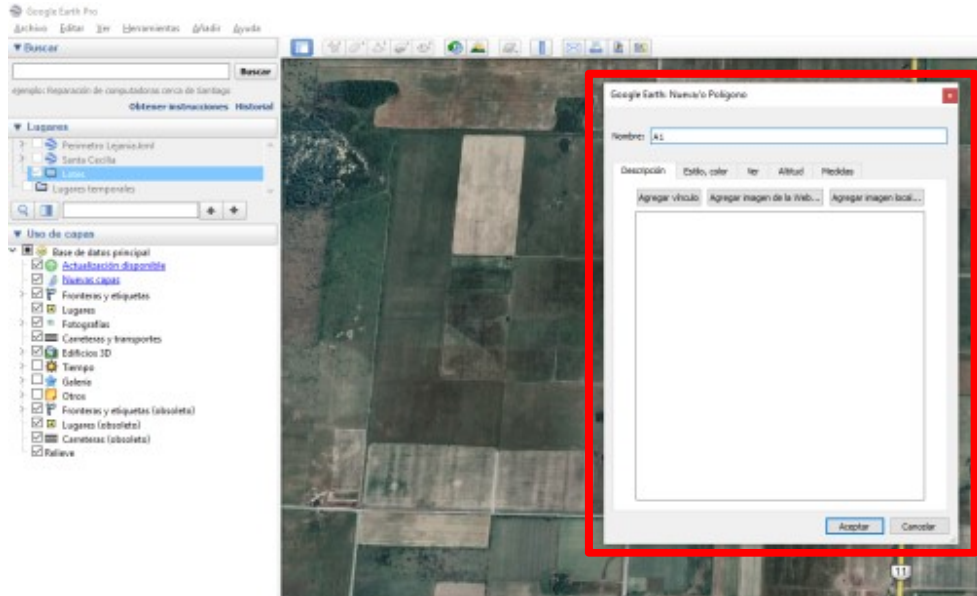 Google Earth Pro
Archivo Editar Ver Herramientas Añadir Ayuda
Buscar
Buscar
ejemplo: Reparación de computadoras cerca de Santiago
Obtener instrucciones Historial
Lugares
Perimetro Lejania.kml
Santa Cecilia
Lotes
Lugares temporales
Uso de capas
Base de datos principal
Actualización disponible
Nuevas capas
Fronteras y etiquetas
Lugares
Fotografías
Carreteras y transportes
Edificios 3D
Tiempo
Galería
Otros
Fronteras y etiquetas (obsoleto)
Lugares (obsoleto)
Carreteras (obsoleto)
Relieve
Google Earth: Nueva/o Polígono
Nombre: A1
Descripción Estilo, color Ver Altitud Medidas
Agregar vínculo Agregar imagen de la Web... Agregar imagen local...
Aceptar Cancelar
11